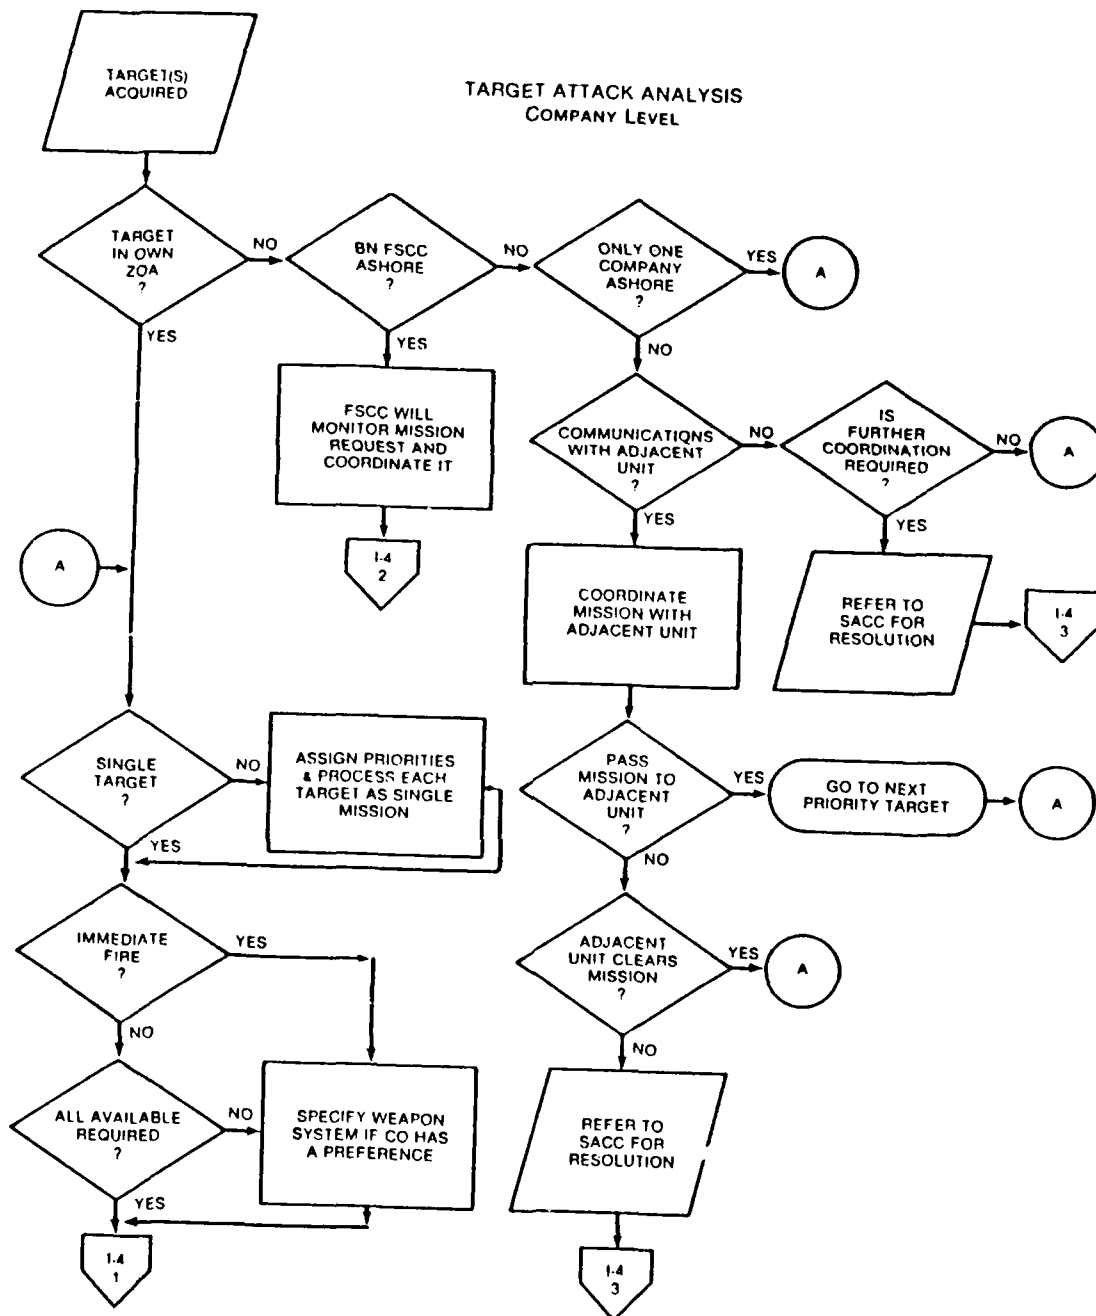 TARGET ATTACK ANALYSIS
COMPANY LEVEL
TARGET(S)
ACQUIRED
TARGET
IN OWN
ZOA
?
NO
YES
BN FSCC
ASHORE
?
NO
YES
ONLY ONE
COMPANY
ASHORE
?
YES
A
NO
FSCC WILL
MONITOR MISSION
REQUEST AND
COORDINATE IT
I-4
2
COMMUNICATIONS
WITH ADJACENT
UNIT
?
NO
YES
IS
FURTHER
COORDINATION
REQUIRED
?
NO
A
YES
A
COORDINATE
MISSION WITH
ADJACENT UNIT
REFER TO
SACC FOR
RESOLUTION
I-4
3
SINGLE
TARGET
?
NO
YES
ASSIGN PRIORITIES
& PROCESS EACH
TARGET AS SINGLE
MISSION
PASS
MISSION TO
ADJACENT
UNIT
?
YES
NO
GO TO NEXT
PRIORITY TARGET
A
IMMEDIATE
FIRE
?
YES
NO
ADJACENT
UNIT CLEARS
MISSION
?
YES
A
NO
ALL AVAILABLE
REQUIRED
?
NO
YES
SPECIFY WEAPON
SYSTEM IF CO HAS
A PREFERENCE
REFER TO
SACC FOR
RESOLUTION
I-4
1
I-4
3